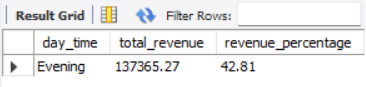 Result Grid Filter Rows:
day_time total_revenue revenue_percentage
Evening 137365.27 42.81